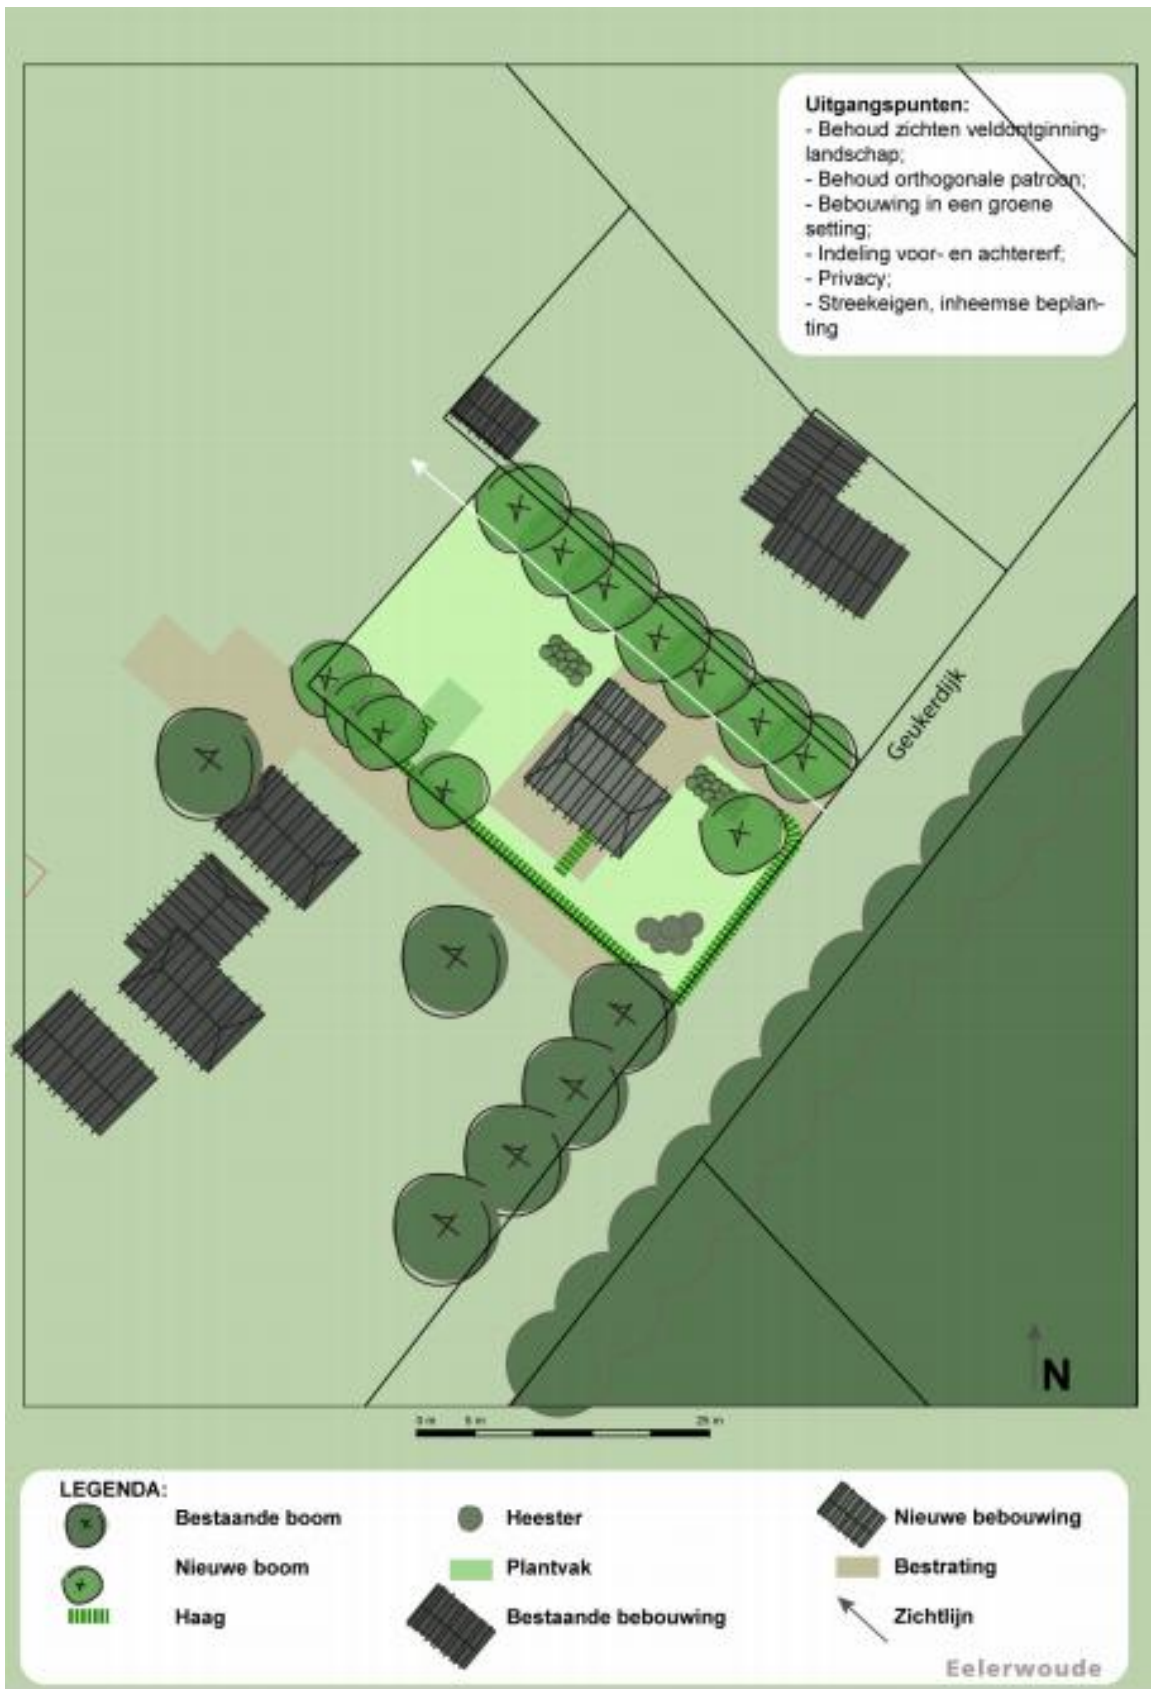 Uitgangspunten:
- Behoud zichten veldontginning-
landschap;
- Behoud orthogonale patroon;
- Bebouwing in een groene
setting;
- Indeling voor- en achtererf;
- Privacy;
- Streekeigen, inheemse beplan-
ting
Geukerdijk
N
0 m 5 m 25 m
LEGENDA:
Bestaande boom
Nieuwe boom
Haag
Heester
Plantvak
Bestaande bebouwing
Nieuwe bebouwing
Bestrating
Zichtlijn
Eelerwoude